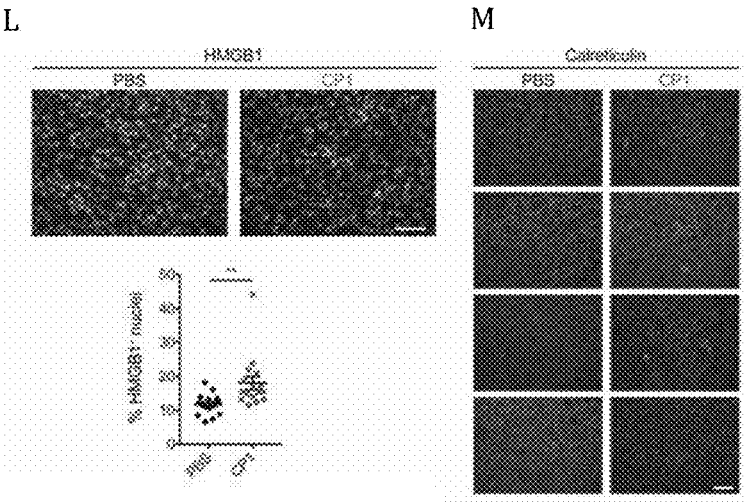 L
M
HMGB1
PBS
CP1
Calreticulin
PBS
CP1
50
40
30
20
10
0
% HMGB1⁻ nuclei
**
PBS
CP1